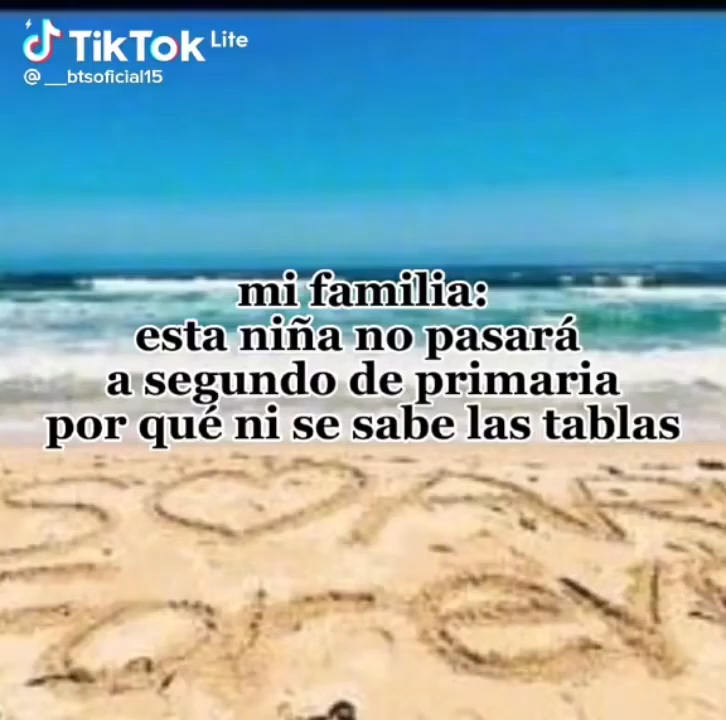 TikTok Lite
@__btsoficial15
mi familia:
esta niña no pasará
a segundo de primaria
por qué ni se sabe las tablas